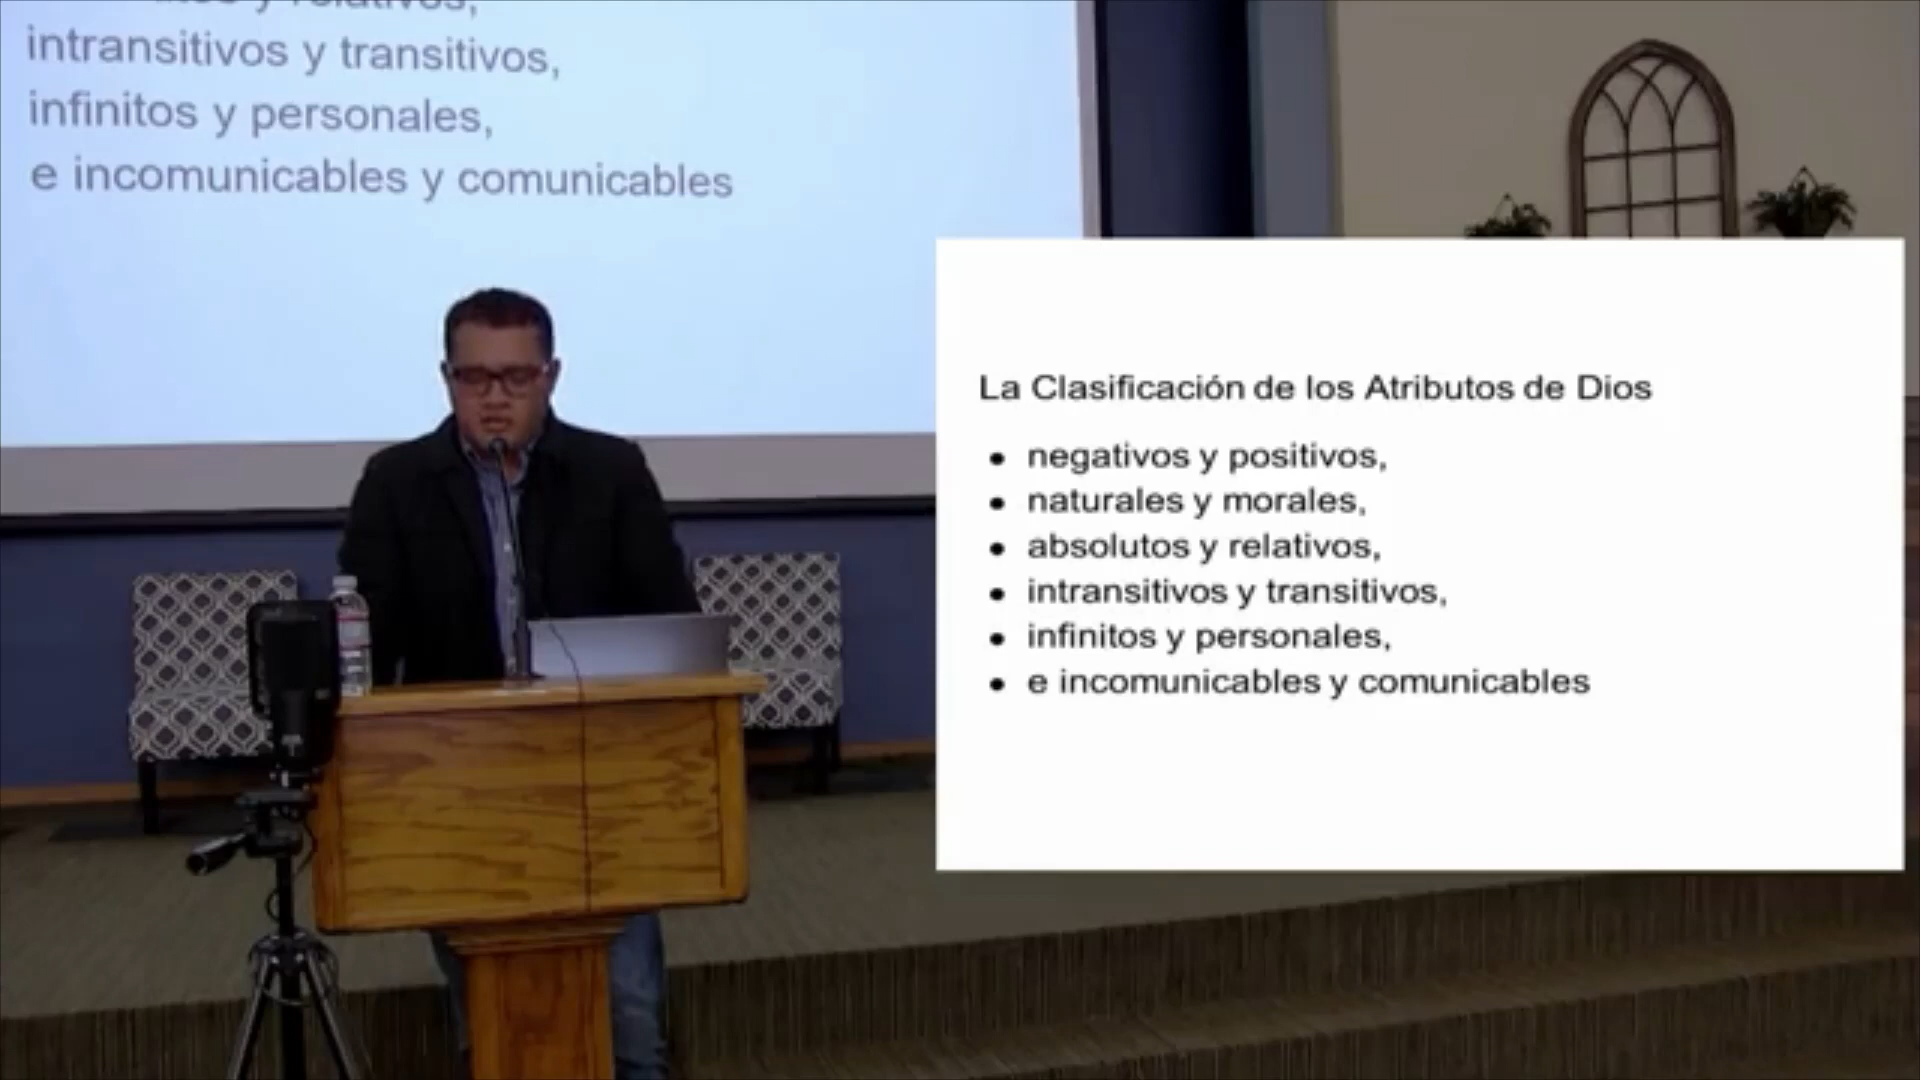 y relativos,
intransitivos y transitivos,
infinitos y personales,
e incomunicables y comunicables
La Clasificación de los Atributos de Dios
• negativos y positivos,
• naturales y morales,
• absolutos y relativos,
• intransitivos y transitivos,
• infinitos y personales,
• e incomunicables y comunicables